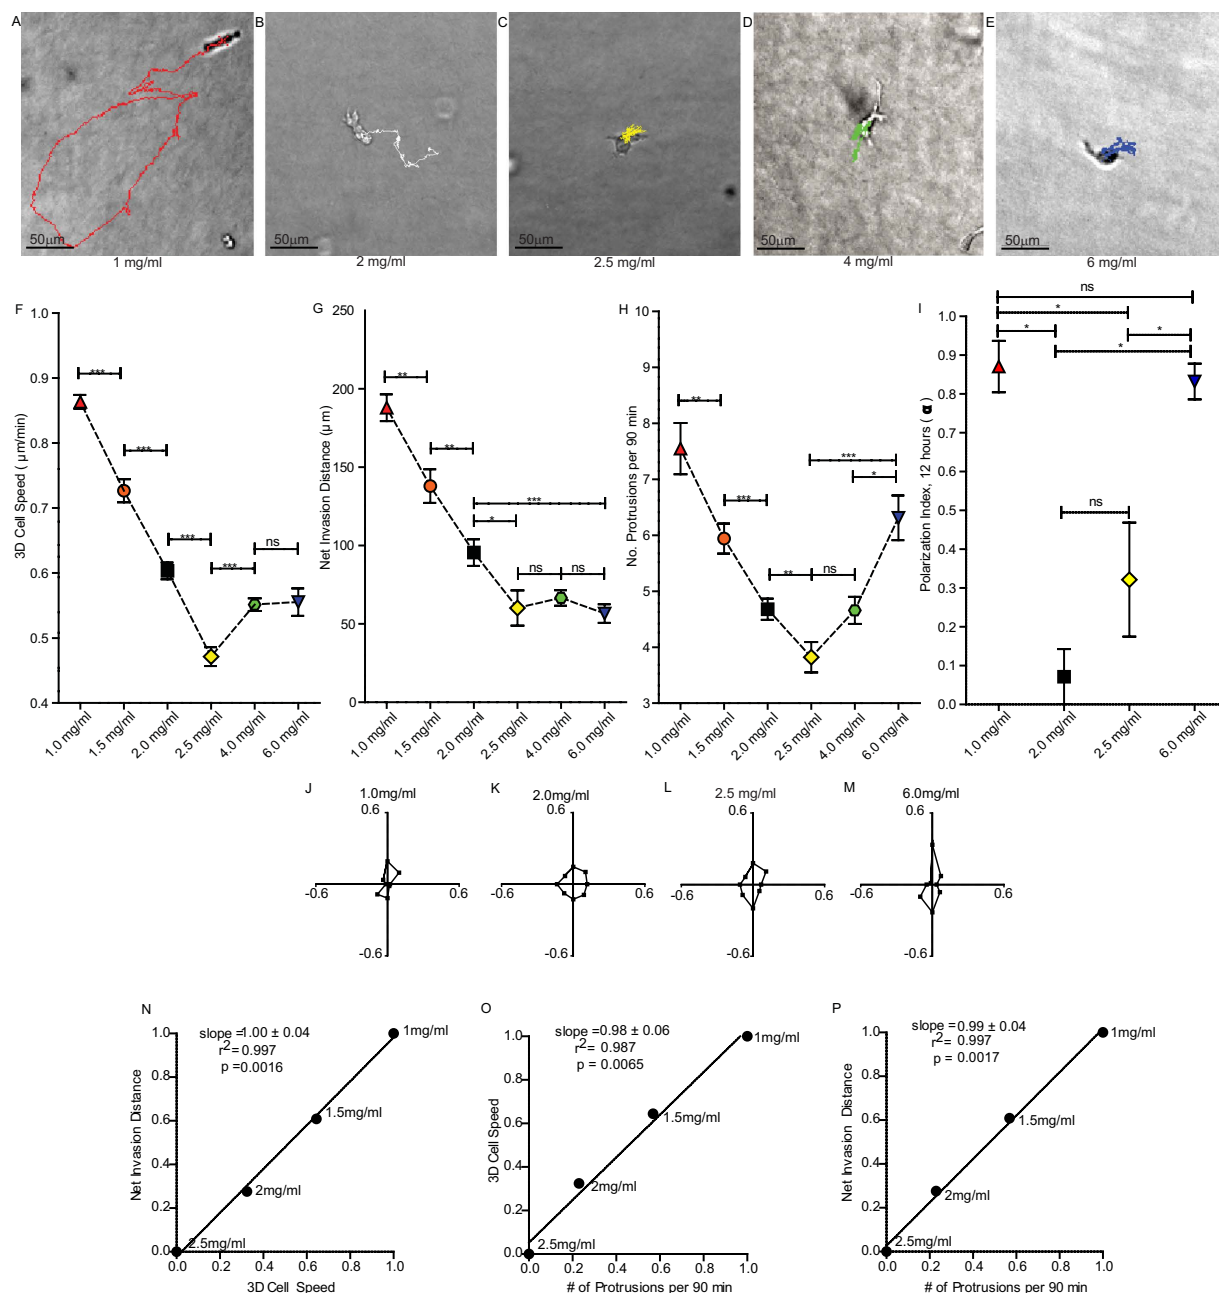 A B C D E
50μm 50μm 50μm 50μm 50μm
1 mg/ml 2 mg/ml 2.5 mg/ml 4 mg/ml 6 mg/ml
F
3D Cell Speed ( μm/min)
1.0
0.9
0.8
0.7
0.6
0.5
0.4
***
***
***
***
ns
1.0 mg/ml 1.5 mg/ml 2.0 mg/ml 2.5 mg/ml 4.0 mg/ml 6.0 mg/ml
G
Net Invasion Distance (μm)
250
200
150
100
50
0
**
**
***
*
ns ns
1.0 mg/ml 1.5 mg/ml 2.0 mg/ml 2.5 mg/ml 4.0 mg/ml 6.0 mg/ml
H
No. Protrusions per 90 min
10
9
8
7
6
5
4
3
**
***
***
*
** ns
1.0 mg/ml 1.5 mg/ml 2.0 mg/ml 2.5 mg/ml 4.0 mg/ml 6.0 mg/ml
I
Polarization Index, 12 hours ( α )
1.0
0.9
0.8
0.7
0.6
0.5
0.4
0.3
0.2
0.1
0.0
ns
*
* *
*
ns
1.0 mg/ml 2.0 mg/ml 2.5 mg/ml 6.0 mg/ml
J
1.0mg/ml
0.6
-0.6 0.6
-0.6
K
2.0mg/ml
0.6
-0.6 0.6
-0.6
L
2.5 mg/ml
0.6
-0.6 0.6
-0.6
M
6.0mg/ml
0.6
-0.6 0.6
-0.6
N
Net Invasion Distance
slope =1.00 ± 0.04
r2= 0.997
p =0.0016
1.0
0.8
0.6
0.4
0.2
0.0
1mg/ml
1.5mg/ml
2mg/ml
2.5mg/ml
0.0 0.2 0.4 0.6 0.8 1.0
3D Cell Speed
O
3D Cell Speed
slope =0.98 ± 0.06
r2= 0.987
p = 0.0065
1.0
0.8
0.6
0.4
0.2
0.0
1mg/ml
1.5mg/ml
2mg/ml
2.5mg/ml
0.0 0.2 0.4 0.6 0.8 1.0
# of Protrusions per 90 min
P
Net Invasion Distance
slope = 0.99 ± 0.04
r2= 0.997
p = 0.0017
1.0
0.8
0.6
0.4
0.2
0.0
1mg/ml
1.5mg/ml
2mg/ml
2.5mg/ml
0.0 0.2 0.4 0.6 0.8 1.0
# of Protrusions per 90 min